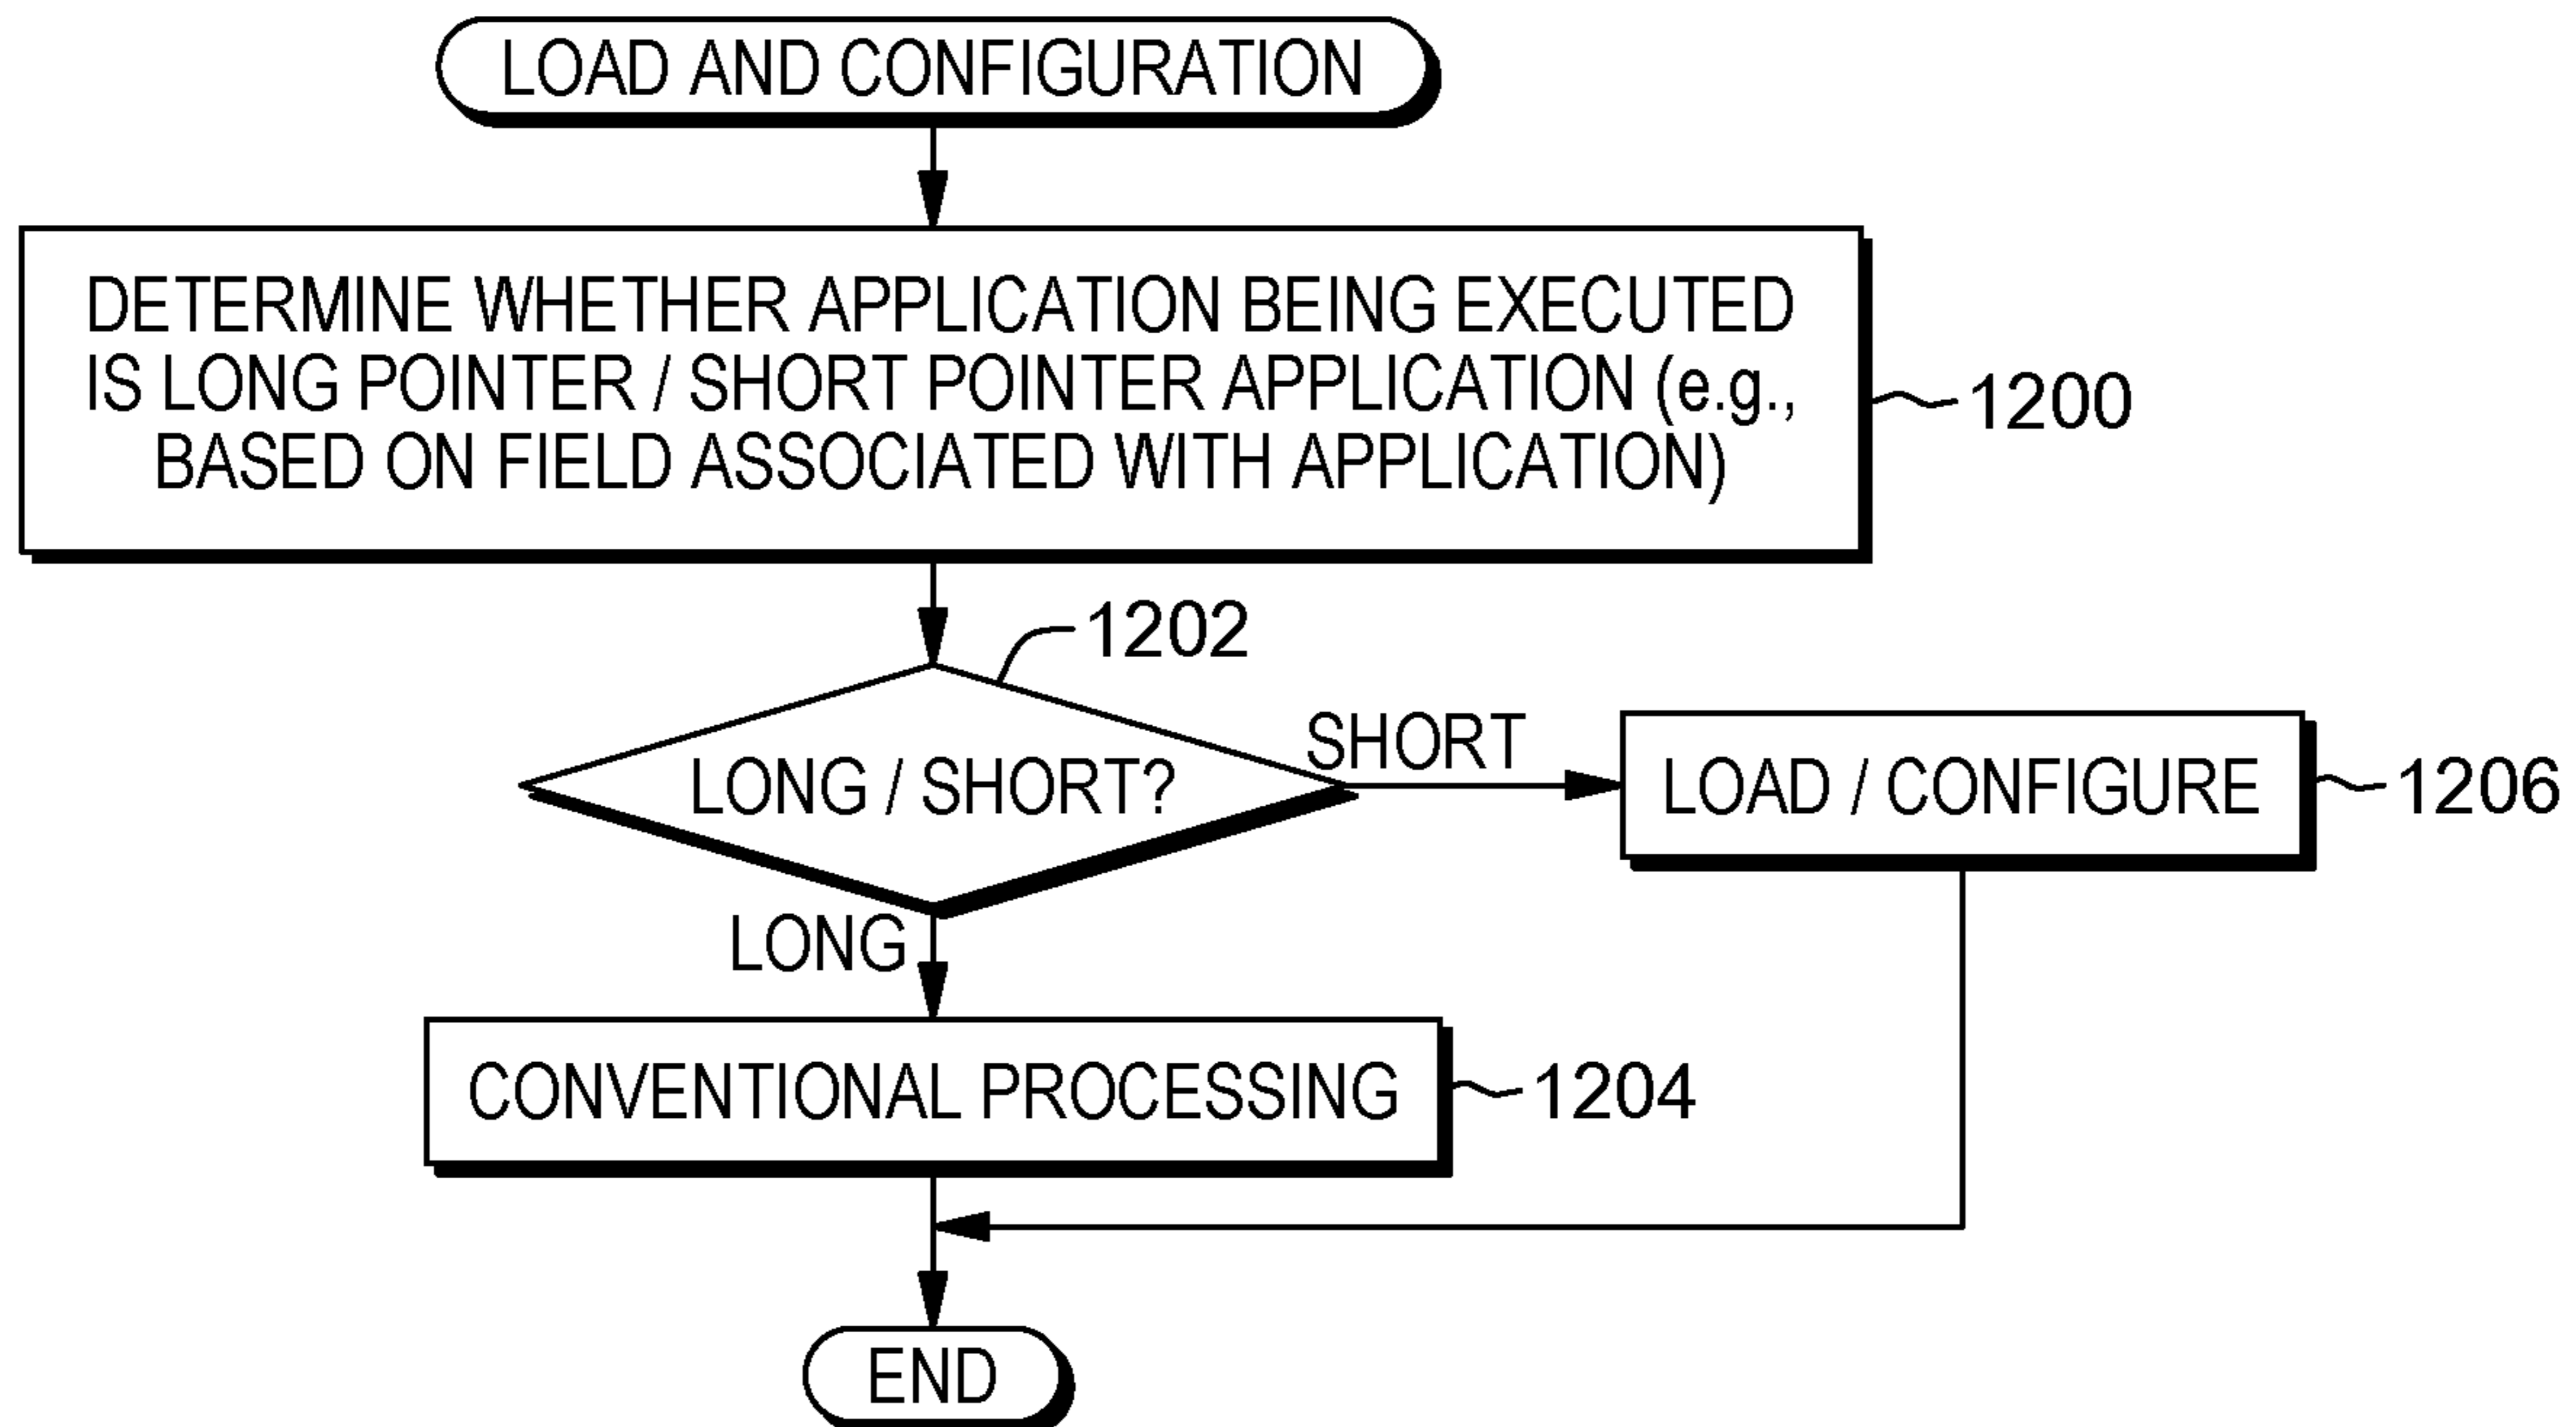 LOAD AND CONFIGURATION
DETERMINE WHETHER APPLICATION BEING EXECUTED
IS LONG POINTER / SHORT POINTER APPLICATION (e.g.,
BASED ON FIELD ASSOCIATED WITH APPLICATION)
1200
1202
LONG / SHORT?
SHORT
LOAD / CONFIGURE
1206
LONG
CONVENTIONAL PROCESSING
1204
END